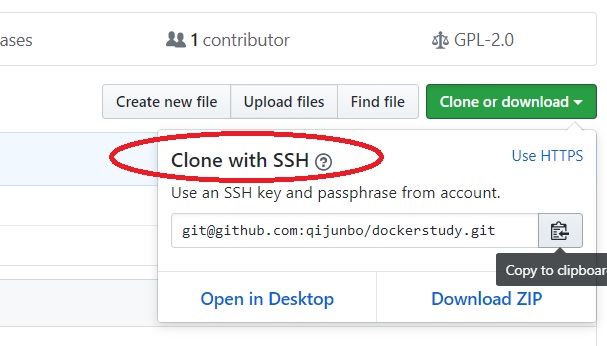 ases 1 contributor GPL-2.0
Create new file Upload files Find file Clone or download
Clone with SSH Use HTTPS
Use an SSH key and passphrase from account.
git@github.com:qijunbo/dockerstudy.git
Copy to clipboar
Open in Desktop Download ZIP